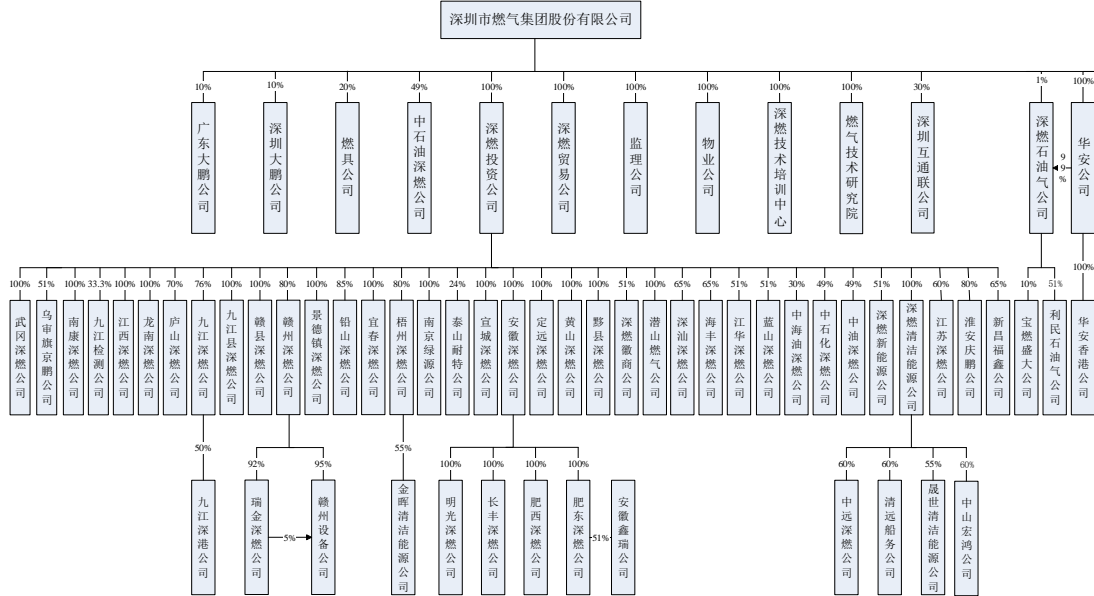 深圳市燃气集团股份有限公司
10%
10%
20%
49%
100%
100%
100%
100%
100%
100%
30%
1%
100%
广东大鹏公司
深圳大鹏公司
燃具公司
中石油深燃公司
深燃投资公司
深燃贸易公司
监理公司
物业公司
深燃技术培训中心
燃气技术研究院
深圳互通联公司
深燃石油气公司
99%
华安公司
100%
51%
100%
33.3%
100%
100%
70%
76%
100%
100%
80%
100%
85%
100%
80%
100%
24%
100%
100%
100%
100%
100%
51%
100%
65%
65%
51%
51%
30%
49%
49%
51%
100%
60%
80%
65%
10%
51%
100%
武冈深燃公司
乌审旗京鹏公司
南康深燃公司
九江检测公司
江西深燃公司
龙南深燃公司
庐山深燃公司
九江深燃公司
九江县深燃公司
赣县深燃公司
赣州深燃公司
景德镇深燃公司
铅山深燃公司
宜春深燃公司
梧州深燃公司
南京绿源公司
泰山耐特公司
宣城深燃公司
安徽深燃公司
定远深燃公司
黄山深燃公司
黟县深燃公司
深燃徽商公司
潜山燃气公司
深汕深燃公司
海丰深燃公司
江华深燃公司
蓝山深燃公司
中海油深燃公司
中石化深燃公司
中油深燃公司
深燃新能源公司
深燃清洁能源公司
江苏深燃公司
淮安庆鹏公司
新昌福鑫公司
宝燃盛大公司
利民石油气公司
华安香港公司
50%
92%
95%
55%
100%
100%
100%
100%
60%
60%
55%
60%
九江深港公司
瑞金深燃公司
5%
赣州设备公司
金晖清洁能源公司
明光深燃公司
长丰深燃公司
肥西深燃公司
肥东深燃公司
51%
安徽鑫瑞公司
中远深燃公司
清远船务公司
晟世清洁能源公司
中山宏鸿公司